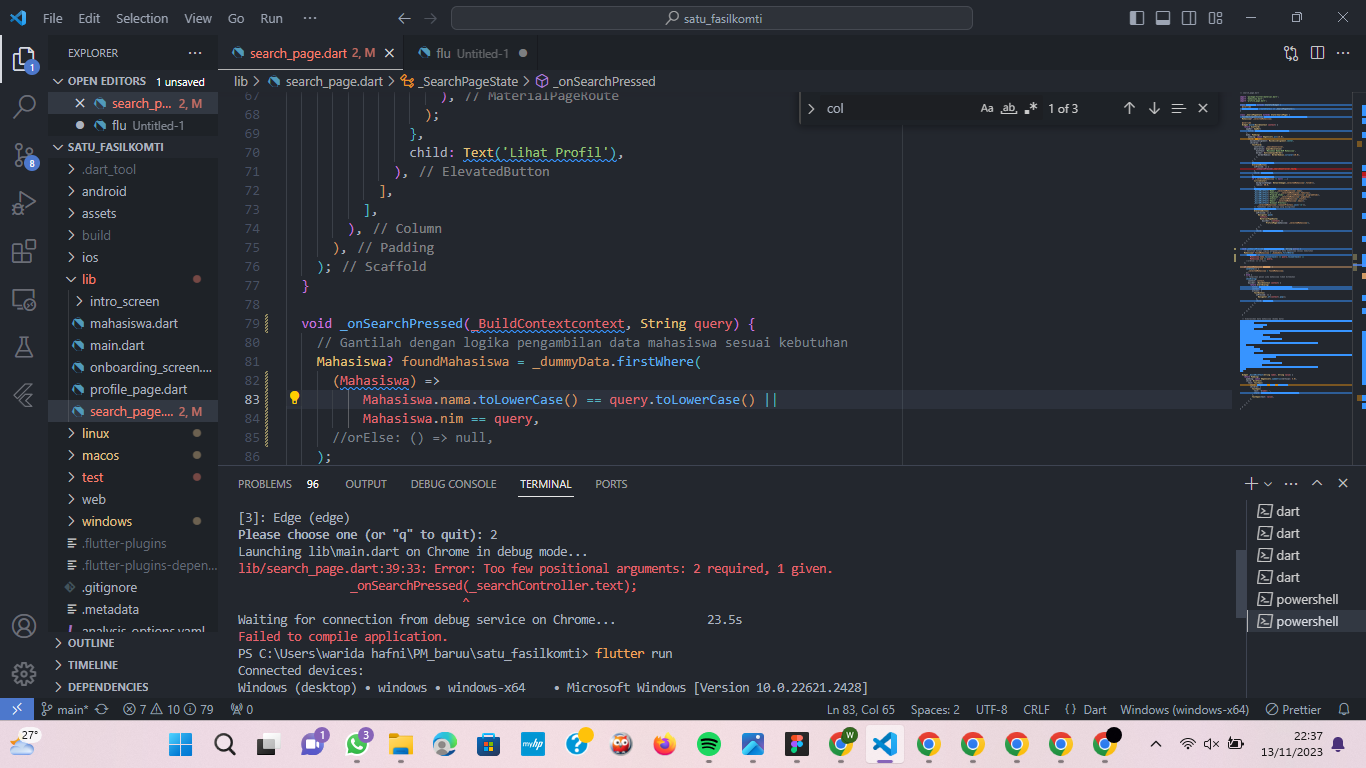 File Edit Selection View Go Run ···
satu_fasilkomti
EXPLORER
OPEN EDITORS 1 unsaved
search_p... 2, M
flu Untitled-1
SATU_FASILKOMTI
.dart_tool
android
assets
build
ios
lib
intro_screen
mahasiswa.dart
main.dart
onboarding_screen....
profile_page.dart
search_page.... 2, M
linux
macos
test
web
windows
.flutter-plugins
.flutter-plugins-depen...
.gitignore
.metadata
analysis_options.yaml
OUTLINE
TIMELINE
DEPENDENCIES
1
8
search_page.dart 2, M
flu Untitled-1
lib > search_page.dart > _SearchPageState > _onSearchPressed
col
Aa ab 1 of 3
67 ), // MaterialPageRoute
68 );
69 },
70 child: Text('Lihat Profil'),
71 ), // ElevatedButton
72 ],
73 ],
74 ), // Column
75 ), // Padding
76 ); // Scaffold
77 }
78
79 void _onSearchPressed(_BuildContextcontext, String query) {
80 // Gantilah dengan logika pengambilan data mahasiswa sesuai kebutuhan
81 Mahasiswa? foundMahasiswa = _dummyData.firstWhere(
82 (Mahasiswa) =>
83 Mahasiswa.nama.toLowerCase() == query.toLowerCase() ||
84 Mahasiswa.nim == query,
85 //orElse: () => null,
86 );
PROBLEMS 96 OUTPUT DEBUG CONSOLE TERMINAL PORTS
[3]: Edge (edge)
Please choose one (or "q" to quit): 2
Launching lib\main.dart on Chrome in debug mode...
lib/search_page.dart:39:33: Error: Too few positional arguments: 2 required, 1 given.
_onSearchPressed(_searchController.text);
^
Waiting for connection from debug service on Chrome... 23.5s
Failed to compile application.
PS C:\Users\warida hafni\PM_baruu\satu_fasilkomti> flutter run
Connected devices:
Windows (desktop) • windows • windows-x64 • Microsoft Windows [Version 10.0.22621.2428]
dart
dart
dart
dart
powershell
powershell
main* 7 10 79 0 Ln 83, Col 65 Spaces: 2 UTF-8 CRLF {} Dart Windows (windows-x64) Prettier
27°
1
3
myhp
W
22:37
13/11/2023